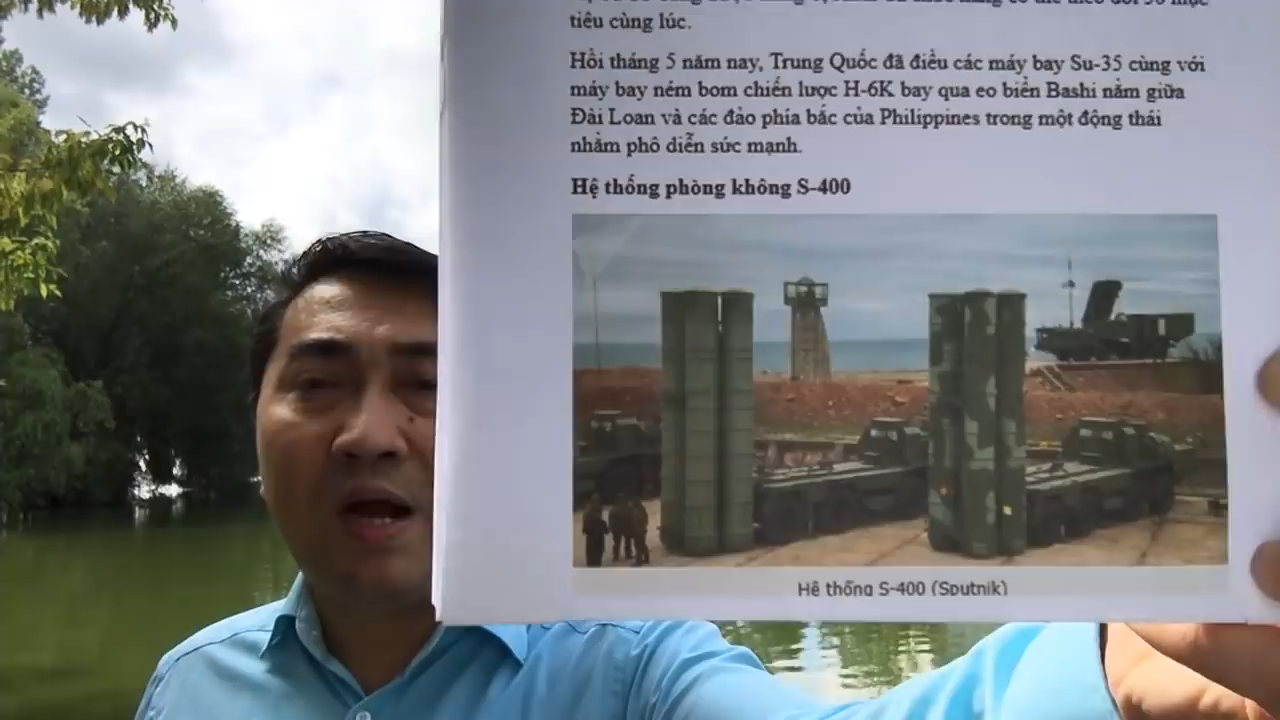 tiêu cùng lúc.
Hồi tháng 5 năm nay, Trung Quốc đã điều các máy bay Su-35 cùng với
máy bay ném bom chiến lược H-6K bay qua eo biển Bashi nằm giữa
Đài Loan và các đảo phía bắc của Philippines trong một động thái
nhằm phô diễn sức mạnh.
Hệ thống phòng không S-400
Hệ thống S-400 (Sputnik)